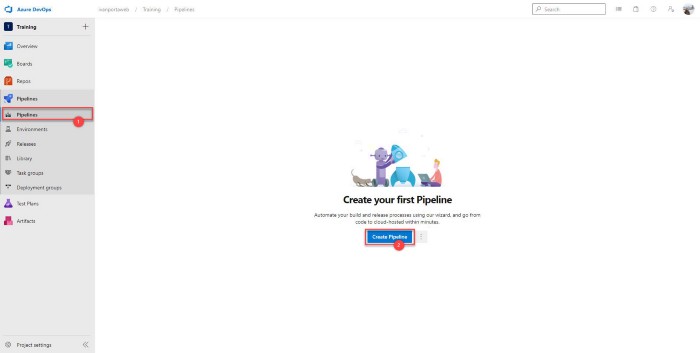 Azure DevOps
ivanportaweb / Training / Pipelines
Search
T Training +
Overview
Boards
Repos
Pipelines
Pipelines
1
Environments
Releases
Library
Task groups
Deployment groups
Test Plans
Artifacts
Create your first Pipeline
Automate your build and release processes using our wizard, and go from
code to cloud-hosted within minutes.
Create Pipeline
2
Project settings